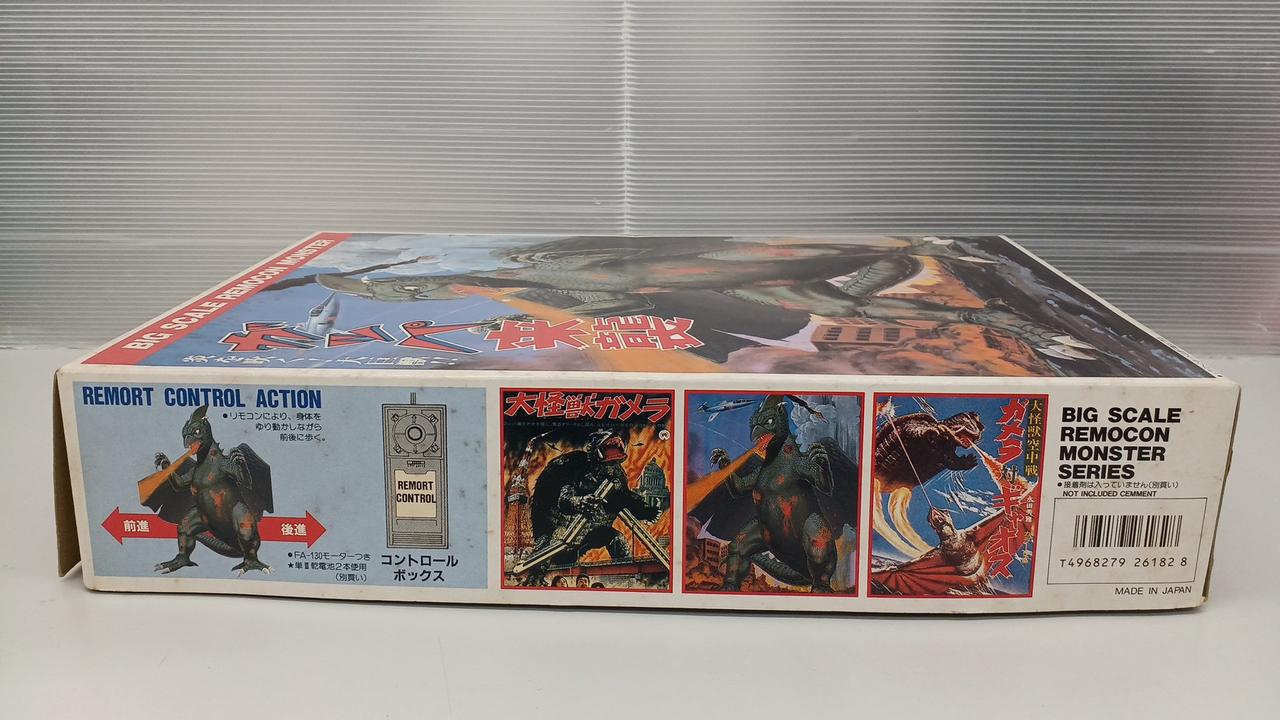 BIG SCALE REMOCON MONSTER
ガッパ来襲
REMORT CONTROL ACTION
●リモコンにより、身体を
ゆり動かしながら
前後に歩く。
前進
後進
●FA-130モーターつき
★単Ⅱ乾電池2本使用
(別買い)
REMORT
CONTROL
コントロール
ボックス
大怪獣ガメラ
大怪獣空中戦
ガメラ対ギャオス
BIG SCALE
REMOCON
MONSTER
SERIES
●接着剤は入っていません(別買い)
NOT INCLUDED CEMMENT
T4968279 26182 8
MADE IN JAPAN